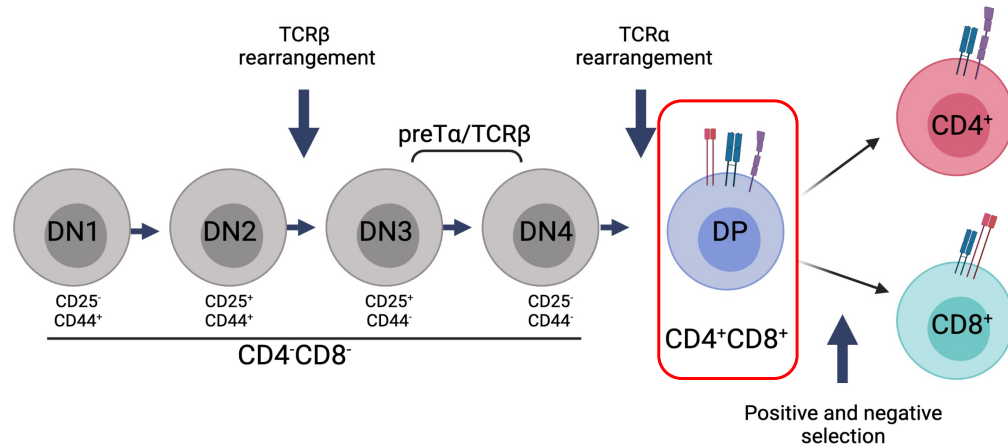 TCRβ
rearrangement
TCRα
rearrangement
preTα/TCRβ
DN1
DN2
DN3
DN4
DP
CD4⁺
CD8⁺
CD25⁻
CD44⁺
CD25⁺
CD44⁺
CD25⁺
CD44⁻
CD25⁻
CD44⁻
CD4⁻CD8⁻
CD4⁺CD8⁺
Positive and negative
selection